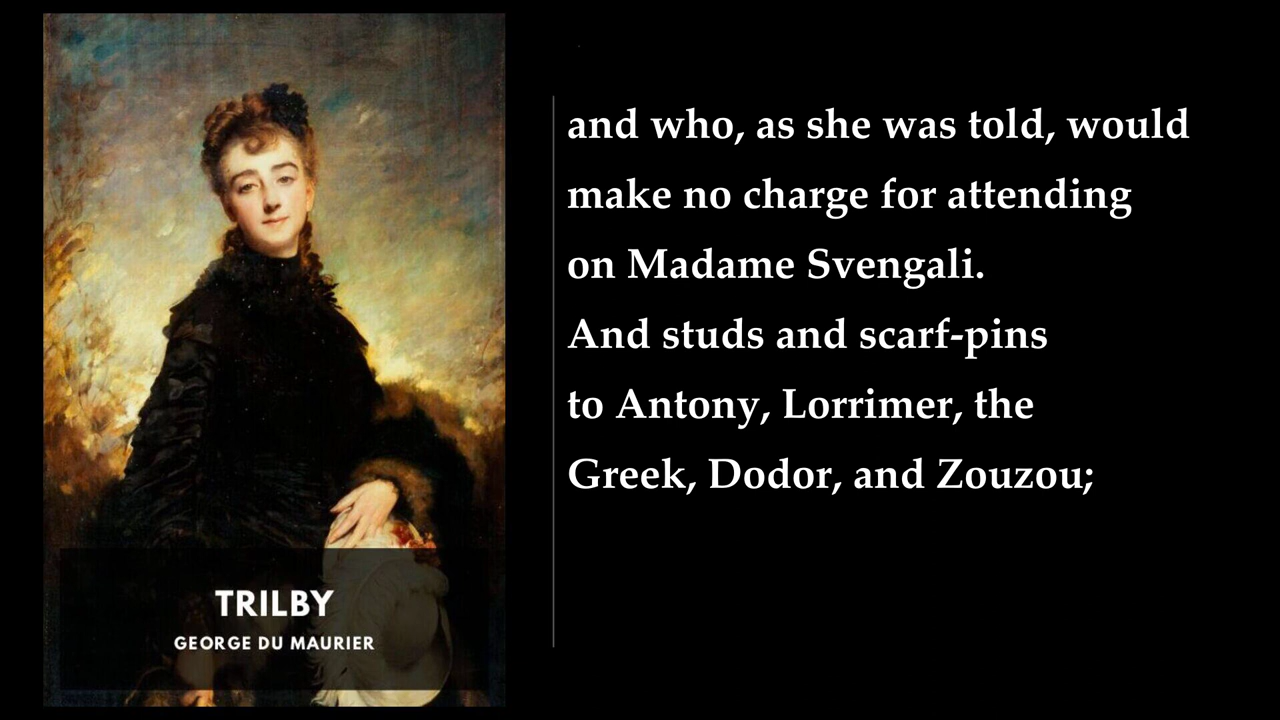 TRILBY
GEORGE DU MAURIER
and who, as she was told, would
make no charge for attending
on Madame Svengali.
And studs and scarf-pins
to Antony, Lorrimer, the
Greek, Dodor, and Zouzou;